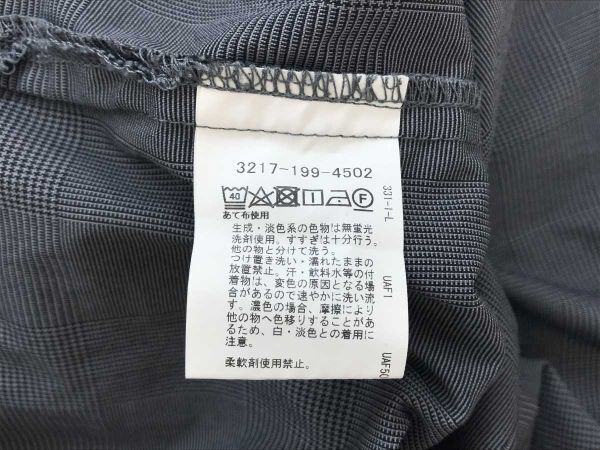 3217-199-4502
40
F
あて布使用
生成・淡色系の色物は無蛍光
洗剤使用。すすぎは十分行う。
他の物と分けて洗う。
つけ置き洗い・濡れたままの
放置禁止。汗・飲料水等の付
着物は、変色の原因となる場
合があるので速やかに洗い流
す。濃色の場合、摩擦により
他の物へ色移りすることがあ
るため、白・淡色との着用に
注意。
柔軟剤使用禁止。
331-1-L
UAF1